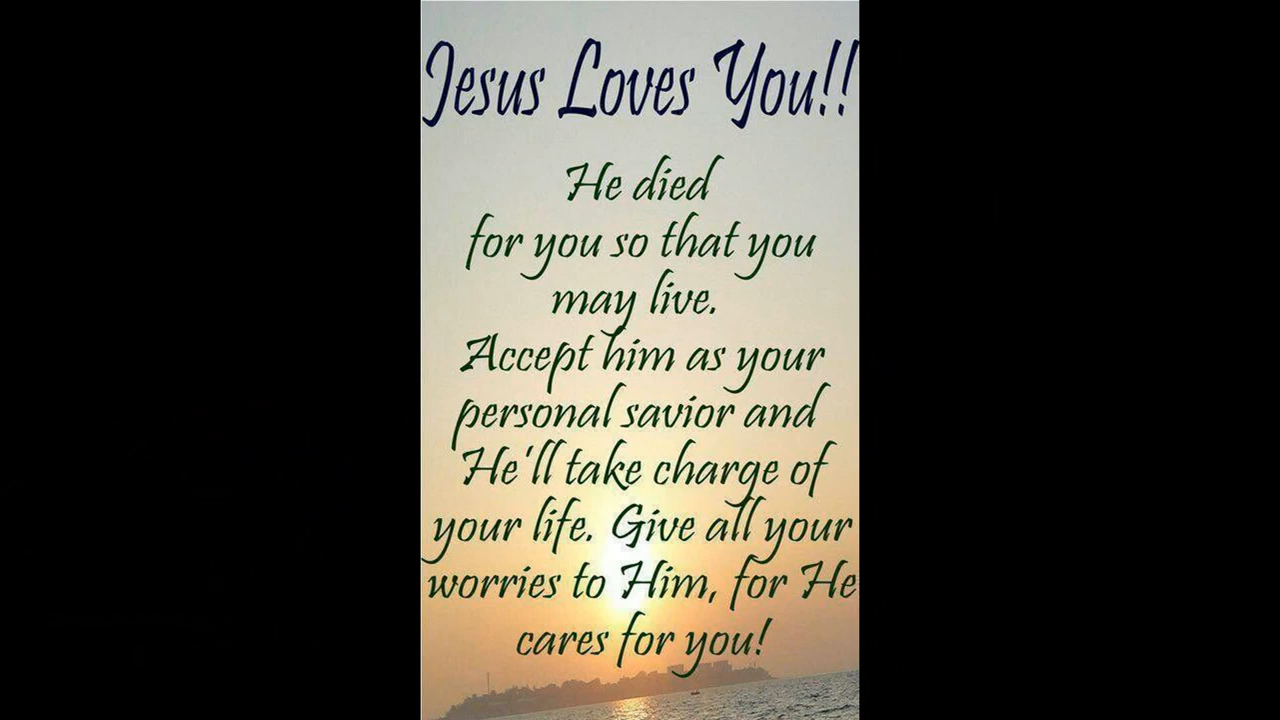 Jesus Loves You!!
He died
for you so that you
may live.
Accept him as your
personal savior and
He'll take charge of
your life. Give all your
worries to Him, for He
cares for you!